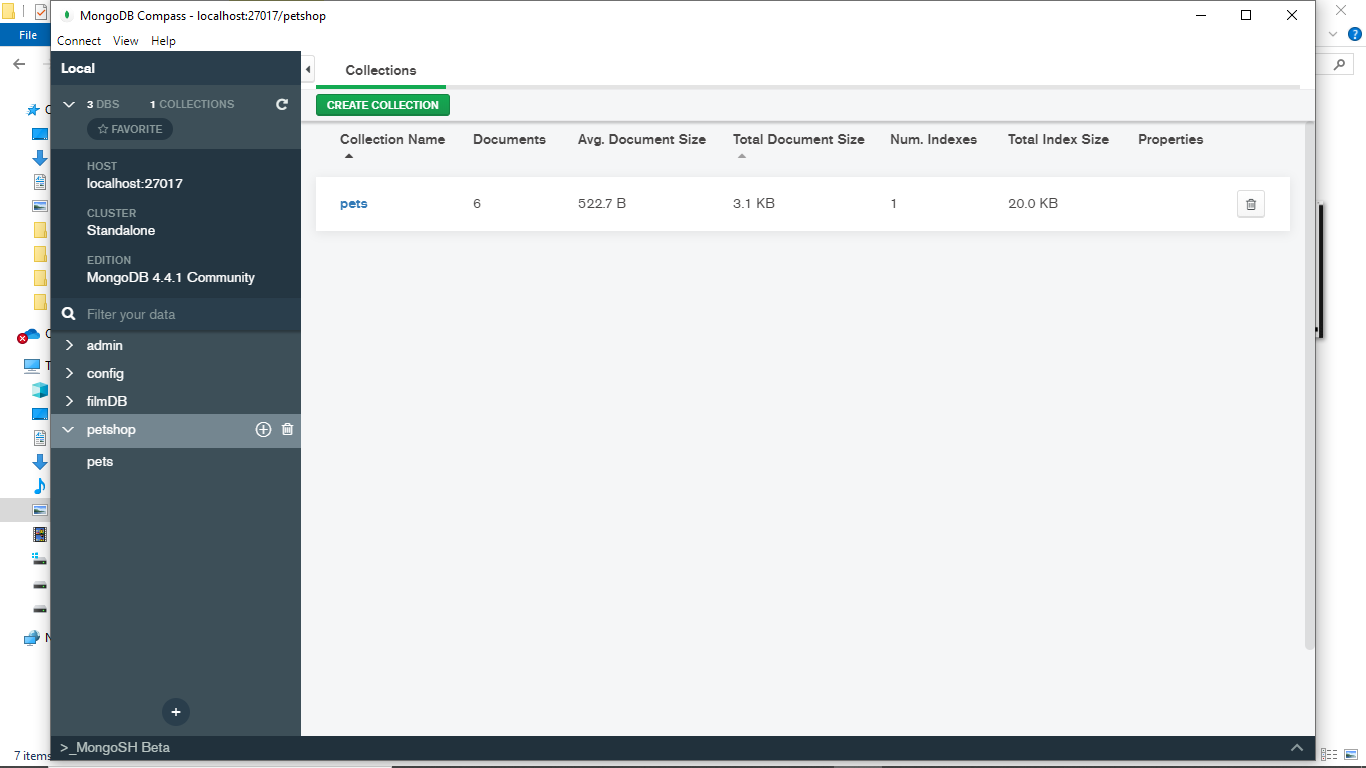 MongoDB Compass - localhost:27017/petshop
File
Connect View Help
Local
3 DBS 1 COLLECTIONS
FAVORITE
HOST
localhost:27017
CLUSTER
Standalone
EDITION
MongoDB 4.4.1 Community
Filter your data
admin
config
filmDB
petshop
pets
>_MongoSH Beta
Collections
CREATE COLLECTION
Collection Name Documents Avg. Document Size Total Document Size Num. Indexes Total Index Size Properties
pets 6 522.7 B 3.1 KB 1 20.0 KB
7 items